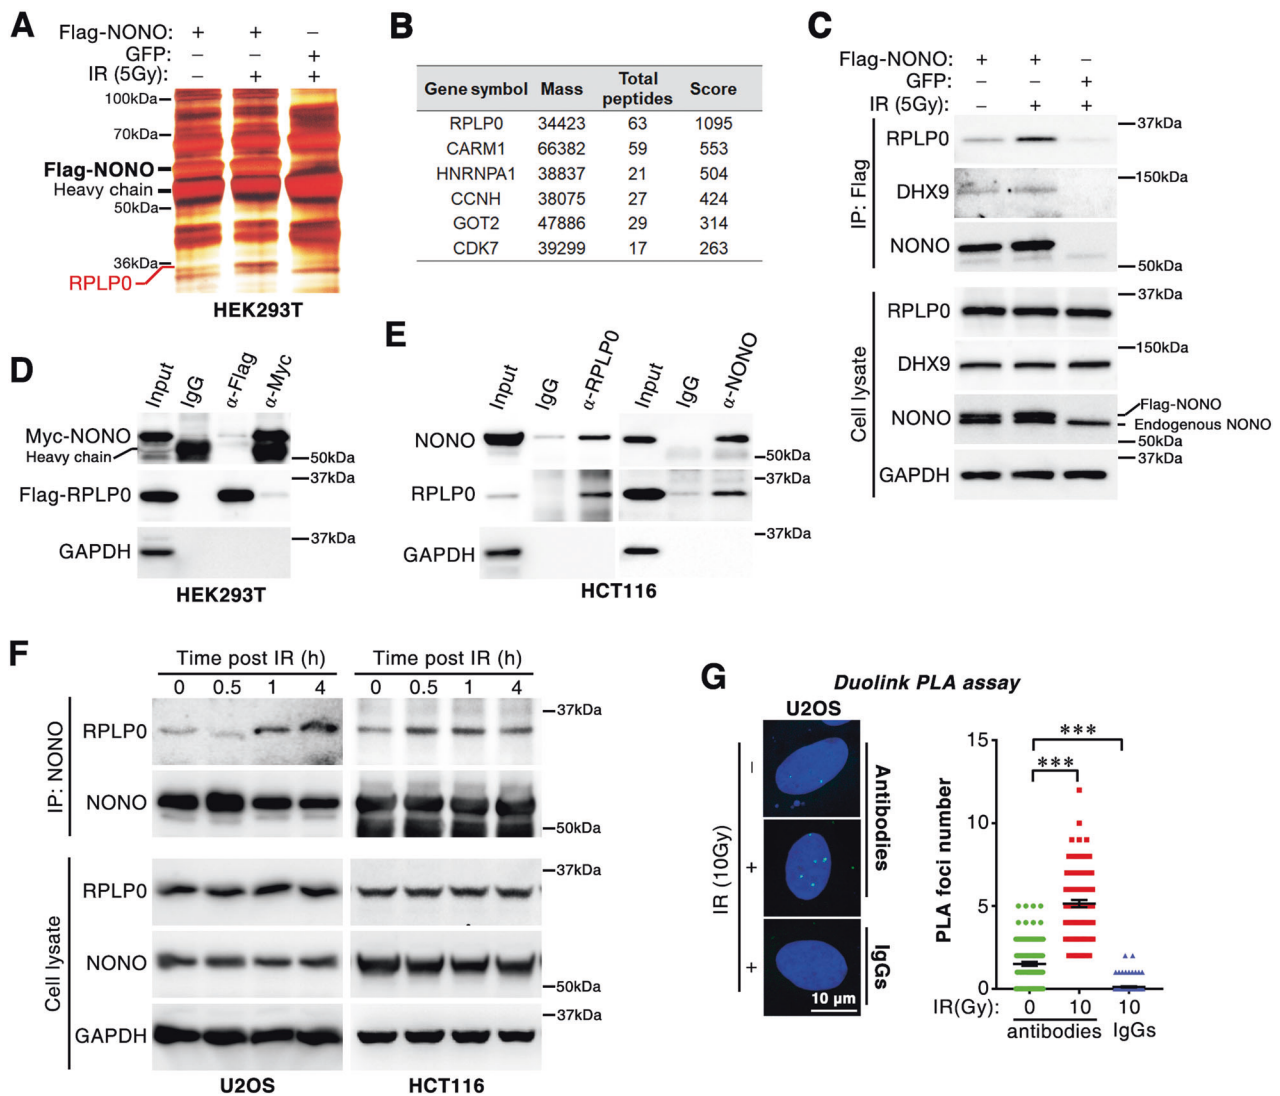 A
Flag-NONO: + + –
GFP: – – +
IR (5Gy): – + +
100kDa
70kDa
Flag-NONO
Heavy chain
50kDa
36kDa
RPLP0
HEK293T
B
Gene symbol Mass Total peptides Score
RPLP0 34423 63 1095
CARM1 66382 59 553
HNRNPA1 38837 21 504
CCNH 38075 27 424
GOT2 47886 29 314
CDK7 39299 17 263
C
Flag-NONO: + + –
GFP: – – +
IR (5Gy): – + +
IP: Flag
RPLP0
37kDa
DHX9
150kDa
NONO
50kDa
Cell lysate
RPLP0
37kDa
DHX9
150kDa
NONO
Flag-NONO
Endogenous NONO
50kDa
GAPDH
37kDa
D
Input IgG α-Flag α-Myc
Myc-NONO
Heavy chain
50kDa
Flag-RPLP0
37kDa
GAPDH
37kDa
HEK293T
E
Input IgG α-RPLP0 Input IgG α-NONO
NONO
50kDa
RPLP0
37kDa
GAPDH
37kDa
HCT116
F
Time post IR (h) Time post IR (h)
0 0.5 1 4 0 0.5 1 4
IP: NONO
RPLP0
37kDa
NONO
50kDa
Cell lysate
RPLP0
37kDa
NONO
50kDa
GAPDH
37kDa
U2OS HCT116
G
Duolink PLA assay
U2OS
IR (10Gy)
–
+
+
Antibodies
IgGs
10 µm
PLA foci number
15
10
5
0
***
***
IR(Gy): 0 10 10
antibodies IgGs